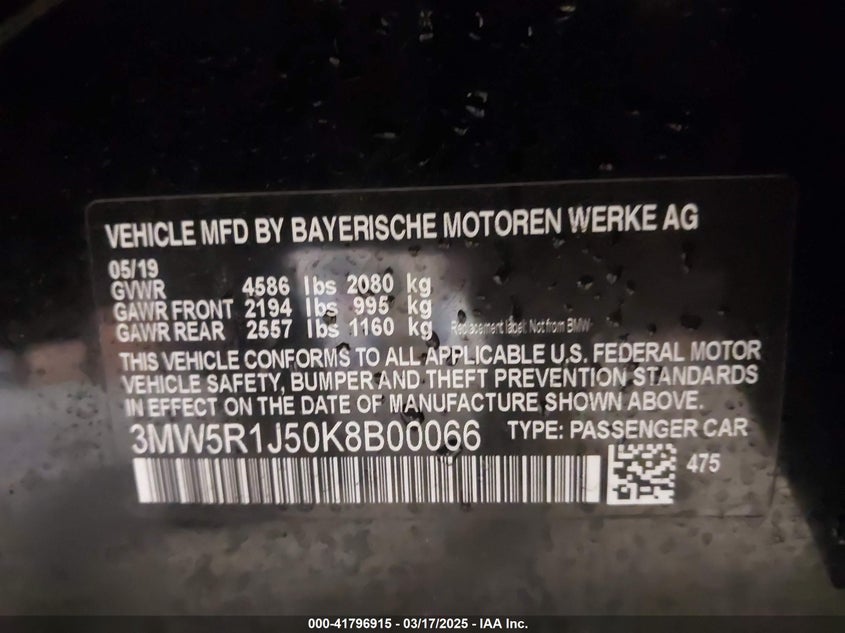 VEHICLE MFD BY BAYERISCHE MOTOREN WERKE AG
05/19
GVWR 4586 lbs 2080 kg
GAWR FRONT 2194 lbs 995 kg
GAWR REAR 2557 lbs 1160 kg Replacement label: Not from BMW
THIS VEHICLE CONFORMS TO ALL APPLICABLE U.S. FEDERAL MOTOR
VEHICLE SAFETY, BUMPER AND THEFT PREVENTION STANDARDS
IN EFFECT ON THE DATE OF MANUFACTURE SHOWN ABOVE.
3MW5R1J50K8B00066 TYPE: PASSENGER CAR
475
000-41796915 - 03/17/2025 - IAA Inc.